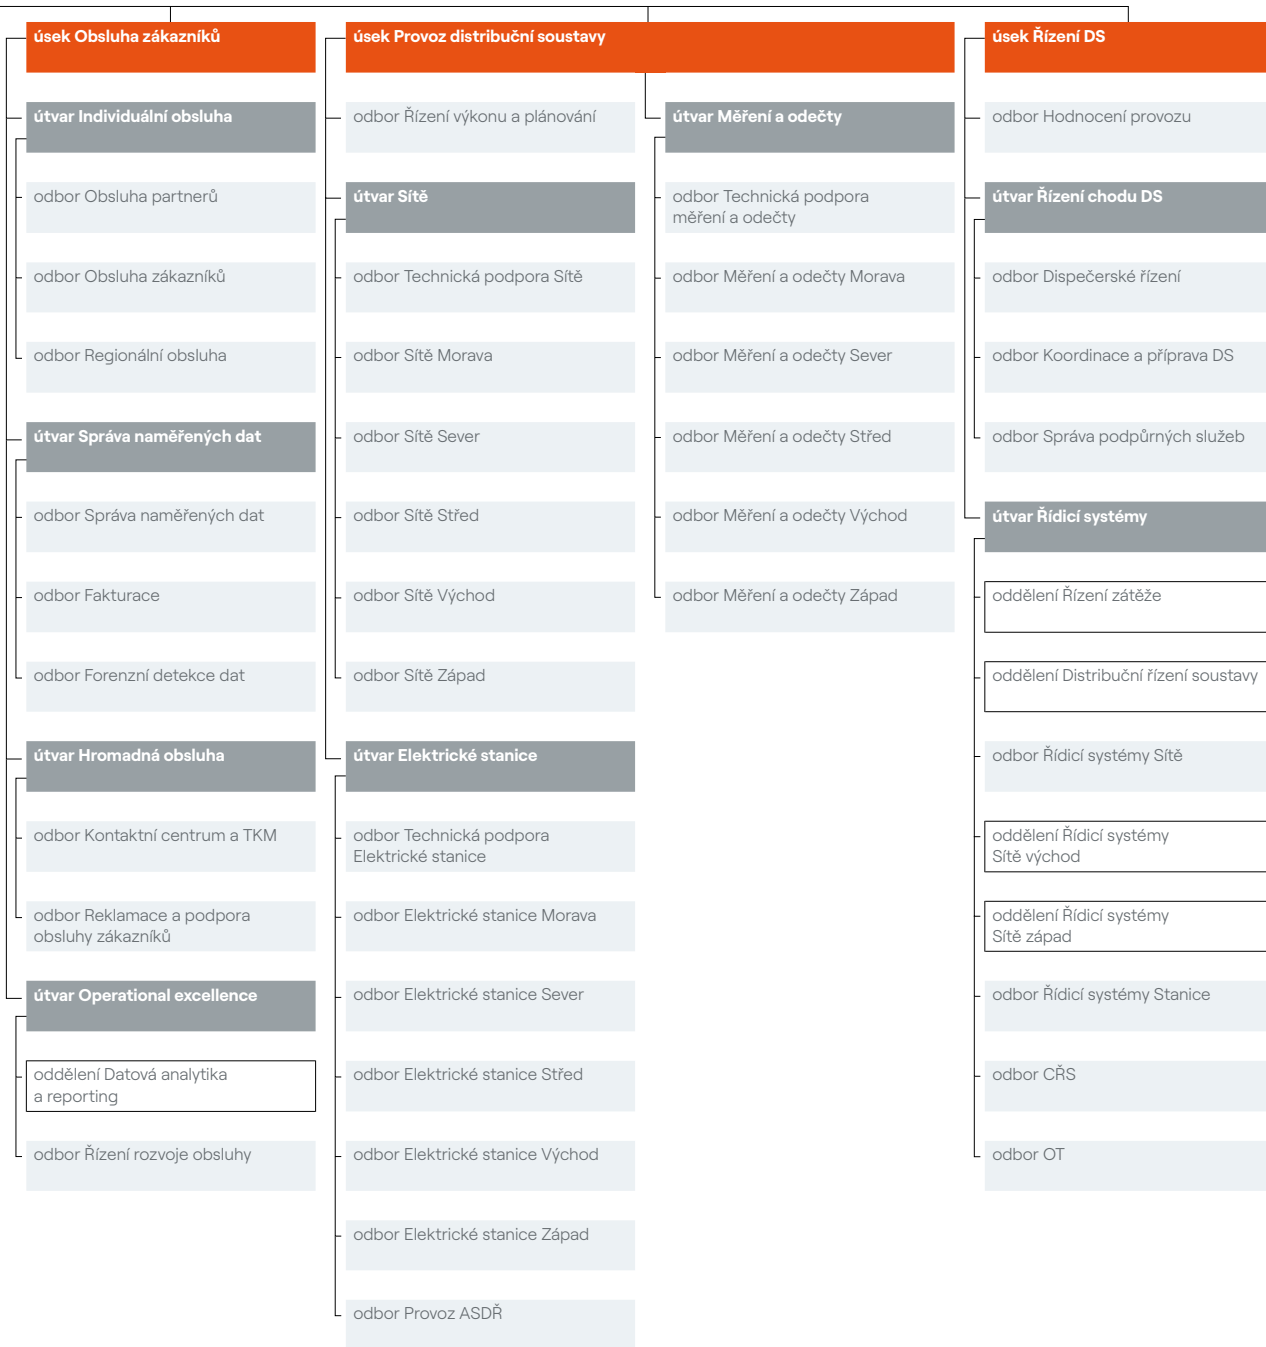 úsek Obsluha zákazníků
útvar Individuální obsluha
odbor Obsluha partnerů
odbor Obsluha zákazníků
odbor Regionální obsluha
útvar Správa naměřených dat
odbor Správa naměřených dat
odbor Fakturace
odbor Forenzní detekce dat
útvar Hromadná obsluha
odbor Kontaktní centrum a TKM
odbor Reklamace a podpora
obsluhy zákazníků
útvar Operational excellence
oddělení Datová analytika
a reporting
odbor Řízení rozvoje obsluhy
úsek Provoz distribuční soustavy
odbor Řízení výkonu a plánování
útvar Sítě
odbor Technická podpora Sítě
odbor Sítě Morava
odbor Sítě Sever
odbor Sítě Střed
odbor Sítě Východ
odbor Sítě Západ
útvar Elektrické stanice
odbor Technická podpora
Elektrické stanice
odbor Elektrické stanice Morava
odbor Elektrické stanice Sever
odbor Elektrické stanice Střed
odbor Elektrické stanice Východ
odbor Elektrické stanice Západ
odbor Provoz ASDŘ
útvar Měření a odečty
odbor Technická podpora
měření a odečty
odbor Měření a odečty Morava
odbor Měření a odečty Sever
odbor Měření a odečty Střed
odbor Měření a odečty Východ
odbor Měření a odečty Západ
úsek Řízení DS
odbor Hodnocení provozu
útvar Řízení chodu DS
odbor Dispečerské řízení
odbor Koordinace a příprava DS
odbor Správa podpůrných služeb
útvar Řídicí systémy
oddělení Řízení zátěže
oddělení Distribuční řízení soustavy
odbor Řídicí systémy Sítě
oddělení Řídicí systémy
Sítě východ
oddělení Řídicí systémy
Sítě západ
odbor Řídicí systémy Stanice
odbor CŘS
odbor OT